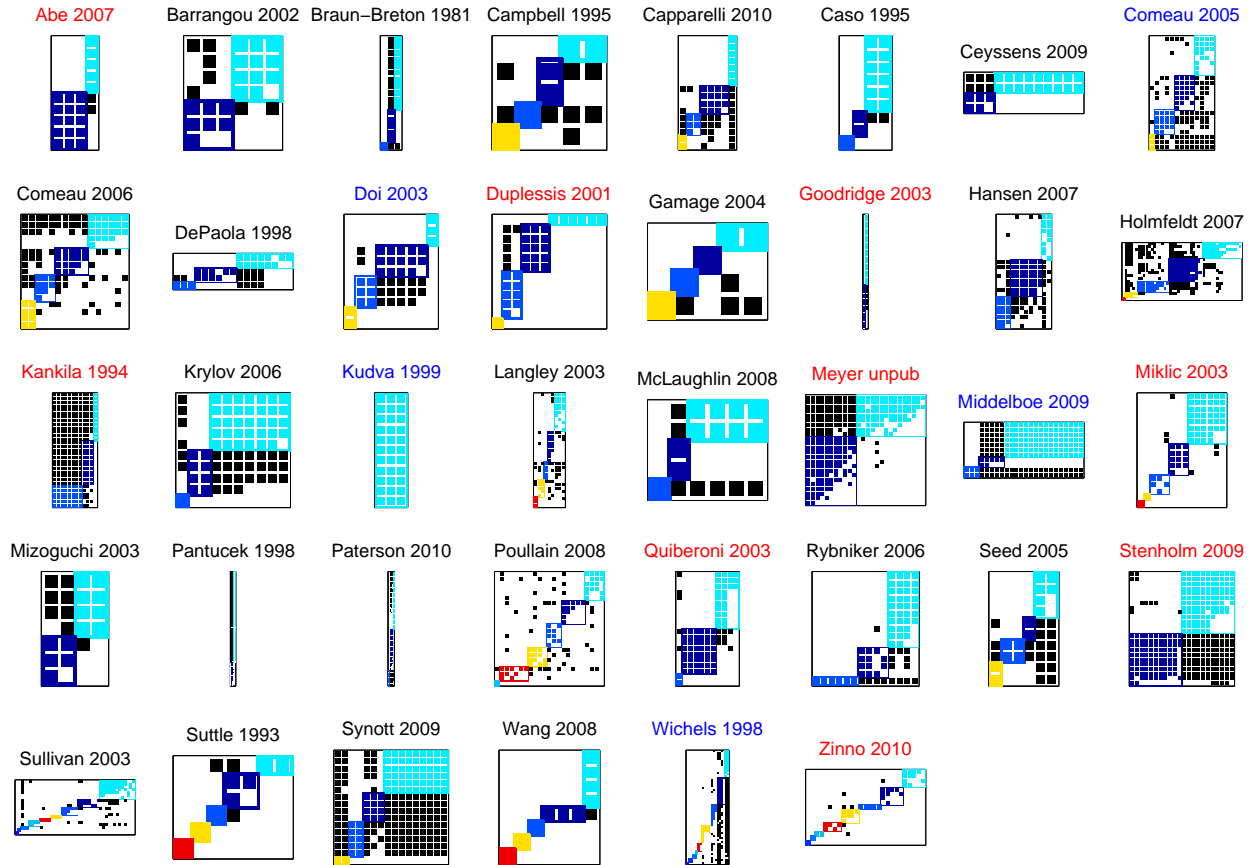 Abe 2007
Barrangou 2002
Braun−Breton 1981
Campbell 1995
Capparelli 2010
Caso 1995
Ceyssens 2009
Comeau 2005
Comeau 2006
DePaola 1998
Doi 2003
Duplessis 2001
Gamage 2004
Goodridge 2003
Hansen 2007
Holmfeldt 2007
Kankila 1994
Krylov 2006
Kudva 1999
Langley 2003
McLaughlin 2008
Meyer unpub
Middelboe 2009
Miklic 2003
Mizoguchi 2003
Pantucek 1998
Paterson 2010
Poullain 2008
Quiberoni 2003
Rybniker 2006
Seed 2005
Stenholm 2009
Sullivan 2003
Suttle 1993
Synott 2009
Wang 2008
Wichels 1998
Zinno 2010